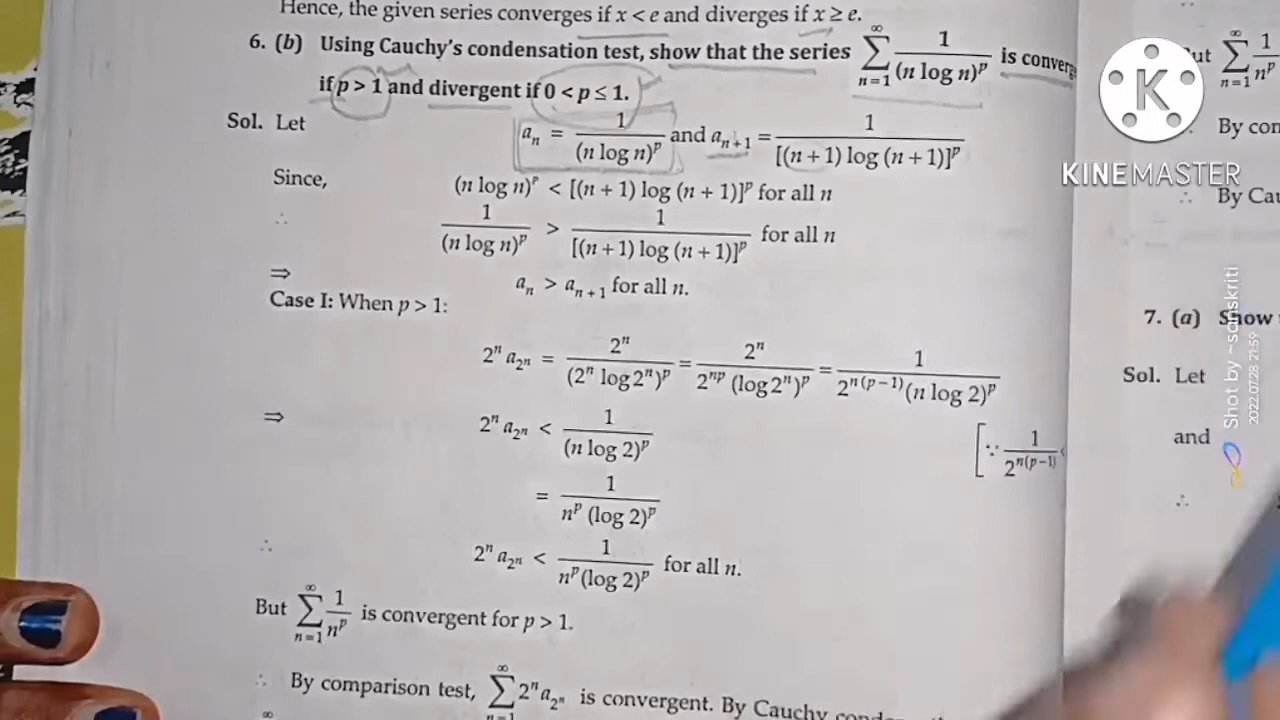 Hence, the given series converges if x < e and diverges if x ≥ e.
6. (b) Using Cauchy's condensation test, show that the series ∑_{n=1}^{∞} 1/(n log n)^p is converg
if p > 1 and divergent if 0 < p ≤ 1.
Sol. Let a_n = 1/(n log n)^p and a_{n+1} = 1/[(n + 1) log (n + 1)]^p
Since, (n log n)^p < [(n + 1) log (n + 1)]^p for all n
∴ 1/(n log n)^p > 1/[(n + 1) log (n + 1)]^p for all n
⇒ a_n > a_{n+1} for all n.
Case I: When p > 1:
2^n a_{2^n} = 2^n/(2^n log 2^n)^p = 2^n/(2^{np} (log 2^n)^p) = 1/(2^{n(p-1)} (n log 2)^p)
⇒ 2^n a_{2^n} < 1/(n log 2)^p [∵ 1/2^{n(p-1)}
= 1/(n^p (log 2)^p)
∴ 2^n a_{2^n} < 1/(n^p (log 2)^p) for all n.
But ∑_{n=1}^{∞} 1/n^p is convergent for p > 1.
∴ By comparison test, ∑_{n=1}^{∞} 2^n a_{2^n} is convergent. By Cauchy
∞
K
KINEMASTER
ut ∑_{n=1}^{∞} 1/n^p
By con
∴ By Cau
7. (a) Show
Sol. Let
and
∴
Shot by ~sanskriti
2022.07.28 21:59